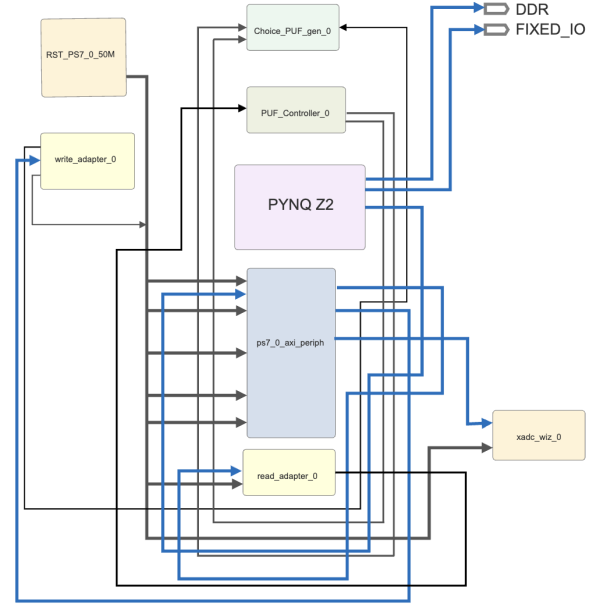 DDR
FIXED_IO
Choice_PUF_gen_0
RST_PS7_0_50M
PUF_Controller_0
write_adapter_0
PYNQ Z2
ps7_0_axi_periph
xadc_wiz_0
read_adapter_0